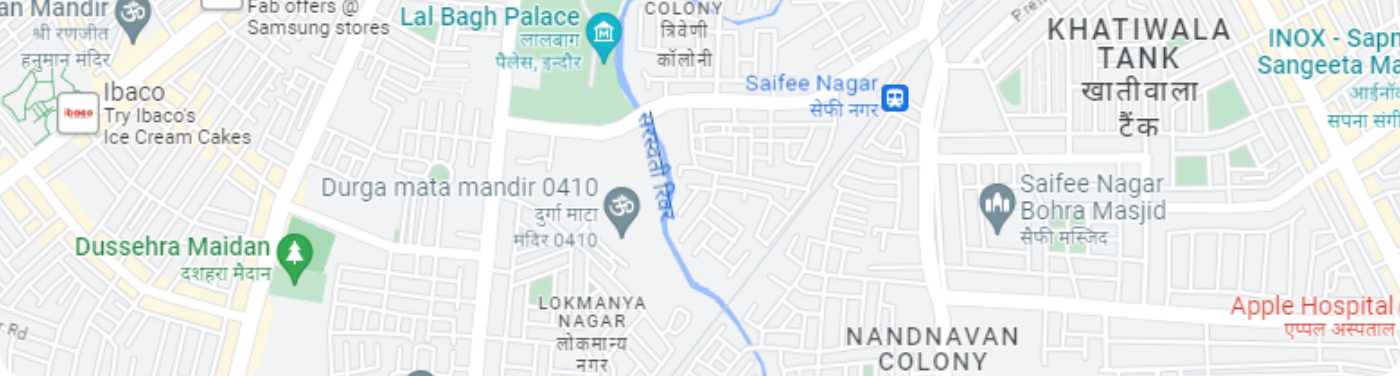 an Mandir
श्री रणजीत
हनुमान मंदिर
Fab offers @
Samsung stores
Lal Bagh Palace
लालबाग
पैलेस, इन्दौर
COLONY
त्रिवेणी
कॉलोनी
KHATIWALA
TANK
खातीवाला
टैंक
INOX - Sapn
Sangeeta Ma
आईनॉक
सपना संगी
Ibaco
Try Ibaco's
Ice Cream Cakes
ibaco
Saifee Nagar
सेफी नगर
सरस्वती रिवर
Durga mata mandir 0410
दुर्गा माटा
मंदिर 0410
Saifee Nagar
Bohra Masjid
सैफी मस्जिद
Dussehra Maidan
दशहरा मैदान
LOKMANYA
NAGAR
लोकमान्य
नगर
NANDNAVAN
COLONY
Apple Hospital
एप्पल अस्पताल
r Rd